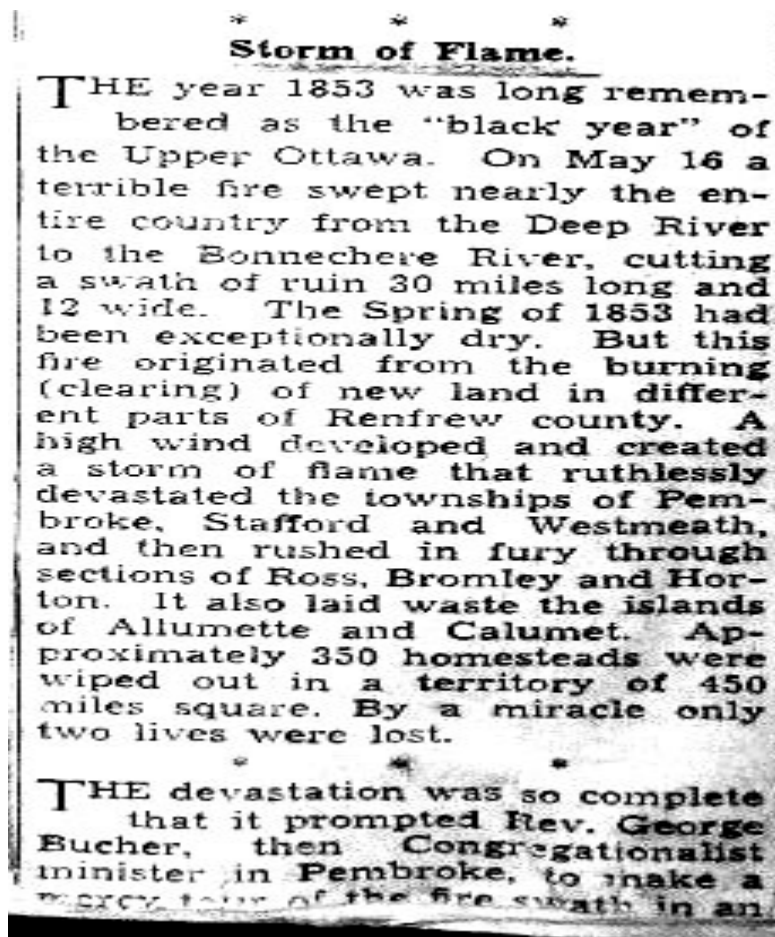 * * *
Storm of Flame.
THE year 1853 was long remem-
bered as the "black year" of
the Upper Ottawa. On May 16 a
terrible fire swept nearly the en-
tire country from the Deep River
to the Bonnechere River, cutting
a swath of ruin 30 miles long and
12 wide. The Spring of 1853 had
been exceptionally dry. But this
fire originated from the burning
(clearing) of new land in differ-
ent parts of Renfrew county. A
high wind developed and created
a storm of flame that ruthlessly
devastated the townships of Pem-
broke, Stafford and Westmeath,
and then rushed in fury through
sections of Ross, Bromley and Hor-
ton. It also laid waste the islands
of Allumette and Calumet. Ap-
proximately 350 homesteads were
wiped out in a territory of 450
miles square. By a miracle only
two lives were lost.
* * *
THE devastation was so complete
that it prompted Rev. George
Bucher, then Congregationalist
minister in Pembroke, to make a
mercy tour of the fire swath in an